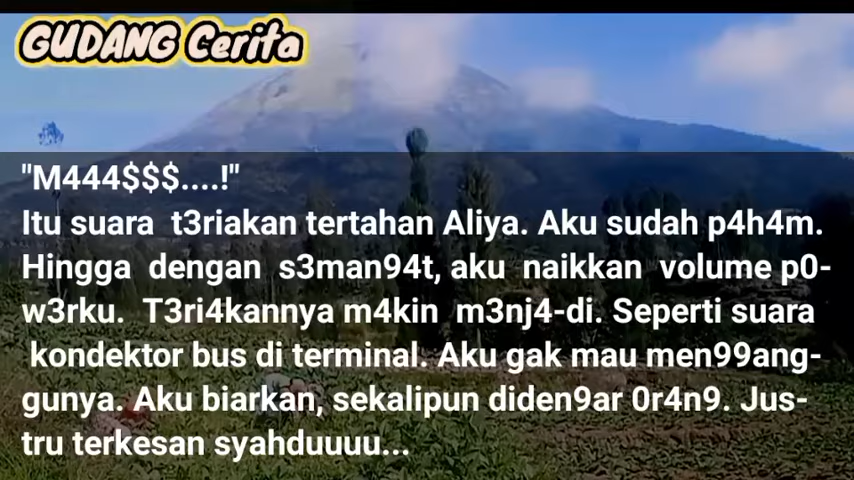 GUDANG Cerita
"M444$$$....!"
Itu suara t3riakan tertahan Aliya. Aku sudah p4h4m.
Hingga dengan s3man94t, aku naikkan volume p0-
w3rku. T3ri4kannya m4kin m3nj4-di. Seperti suara
kondektor bus di terminal. Aku gak mau men99ang-
gunya. Aku biarkan, sekalipun diden9ar 0r4n9. Jus-
tru terkesan syahduuuu...